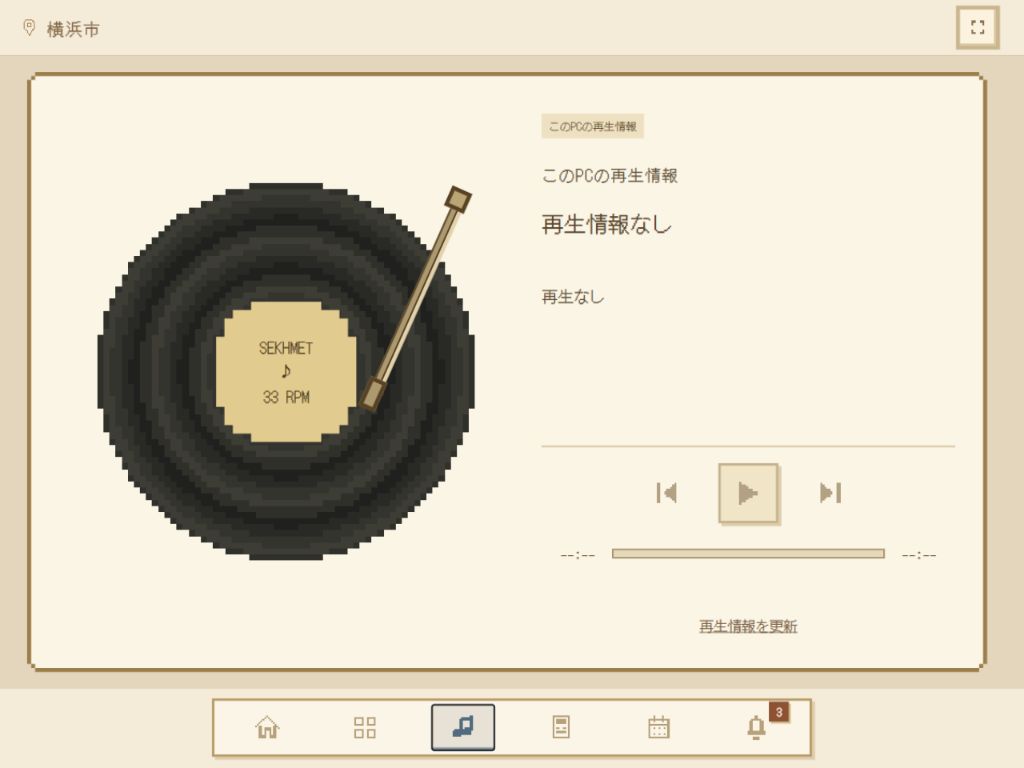 横浜市
このPCの再生情報
このPCの再生情報
再生情報なし
再生なし
SEKHMET
♪
33 RPM
--:--
--:--
再生情報を更新
3